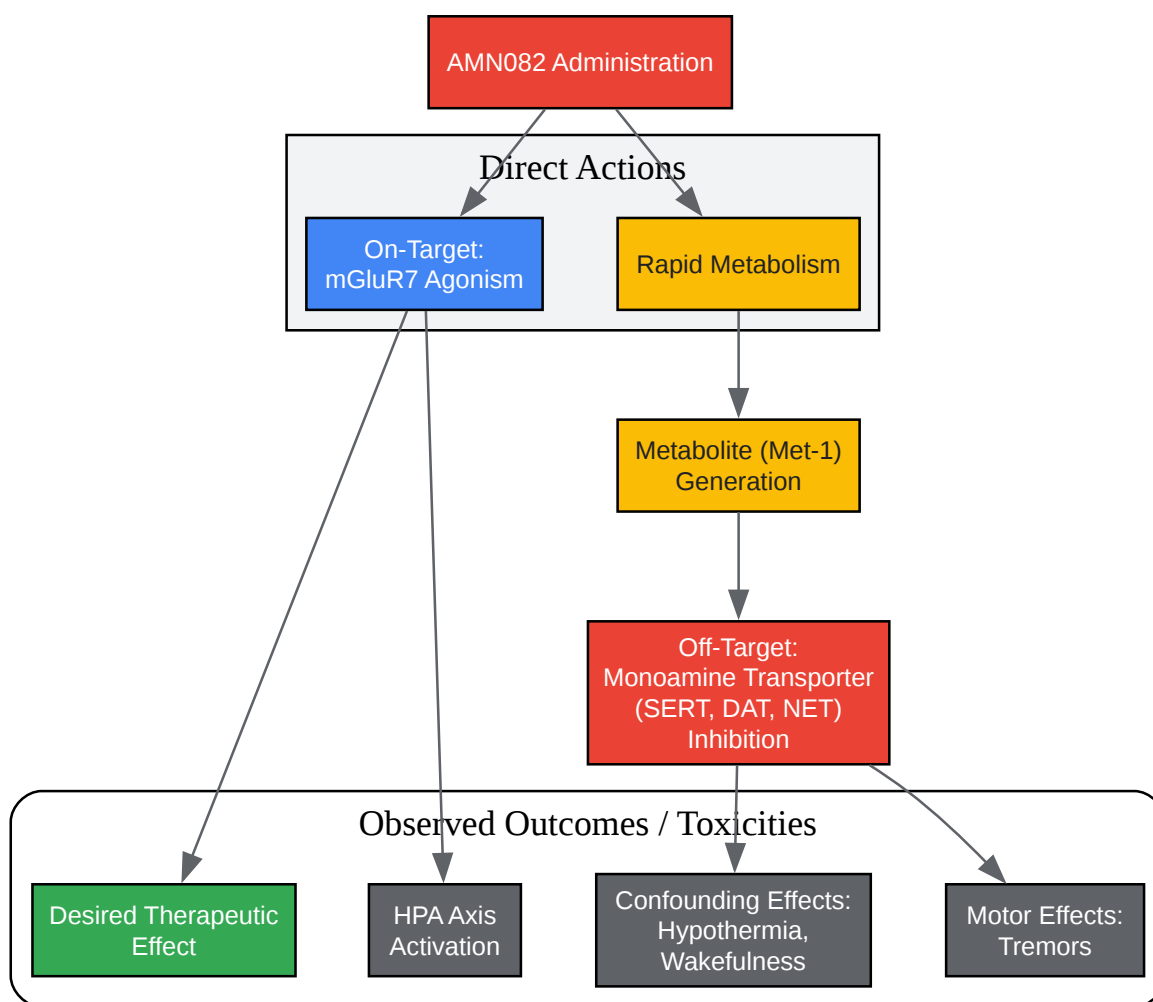 AMN082 Administration
Direct Actions
On-Target:
mGluR7 Agonism
Rapid Metabolism
Metabolite (Met-1)
Generation
Off-Target:
Monoamine Transporter
(SERT, DAT, NET)
Inhibition
Observed Outcomes / Toxicities
Desired Therapeutic
Effect
HPA Axis
Activation
Confounding Effects:
Hypothermia,
Wakefulness
Motor Effects:
Tremors